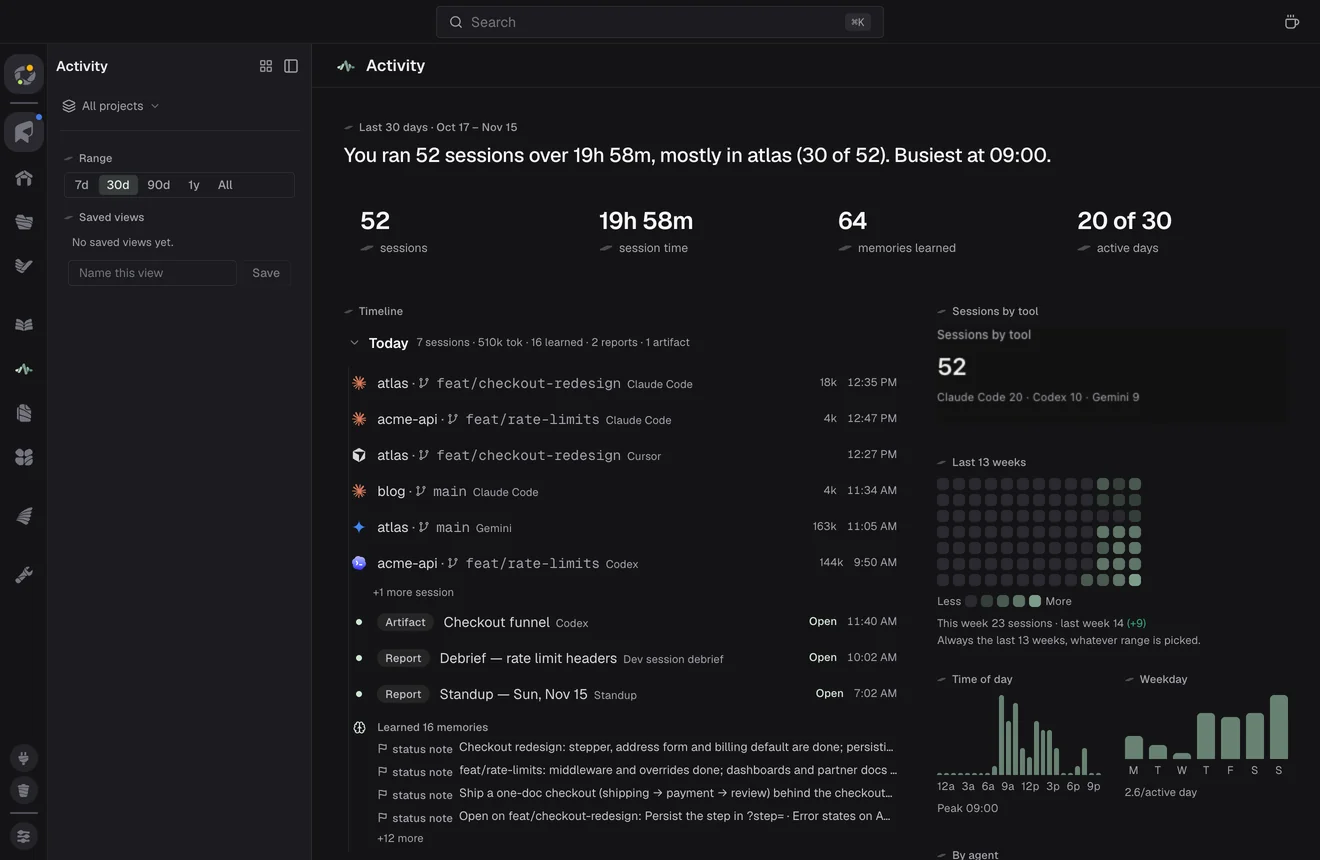 Search ⌘K
Activity
All projects
Range
7d 30d 90d 1y All
Saved views
No saved views yet.
Name this view Save
Activity
Last 30 days · Oct 17 – Nov 15
You ran 52 sessions over 19h 58m, mostly in atlas (30 of 52). Busiest at 09:00.
52
sessions
19h 58m
session time
64
memories learned
20 of 30
active days
Timeline
Today 7 sessions · 510k tok · 16 learned · 2 reports · 1 artifact
atlas · feat/checkout-redesign Claude Code 18k 12:35 PM
acme-api · feat/rate-limits Claude Code 4k 12:47 PM
atlas · feat/checkout-redesign Cursor 12:27 PM
blog · main Claude Code 4k 11:34 AM
atlas · main Gemini 163k 11:05 AM
acme-api · feat/rate-limits Codex 144k 9:50 AM
+1 more session
Artifact Checkout funnel Codex Open 11:40 AM
Report Debrief — rate limit headers Dev session debrief Open 10:02 AM
Report Standup — Sun, Nov 15 Standup Open 7:02 AM
Learned 16 memories
status note Checkout redesign: stepper, address form and billing default are done; persisti...
status note feat/rate-limits: middleware and overrides done; dashboards and partner docs ...
status note Ship a one-doc checkout (shipping → payment → review) behind the checkout...
status note Open on feat/checkout-redesign: Persist the step in ?step= · Error states on A...
+12 more
Sessions by tool
Sessions by tool
52
Claude Code 20 · Codex 10 · Gemini 9
Last 13 weeks
Less More
This week 23 sessions · last week 14 (+9)
Always the last 13 weeks, whatever range is picked.
Time of day
12a 3a 6a 9a 12p 3p 6p 9p
Peak 09:00
Weekday
M T W T F S S
2.6/active day
By agent